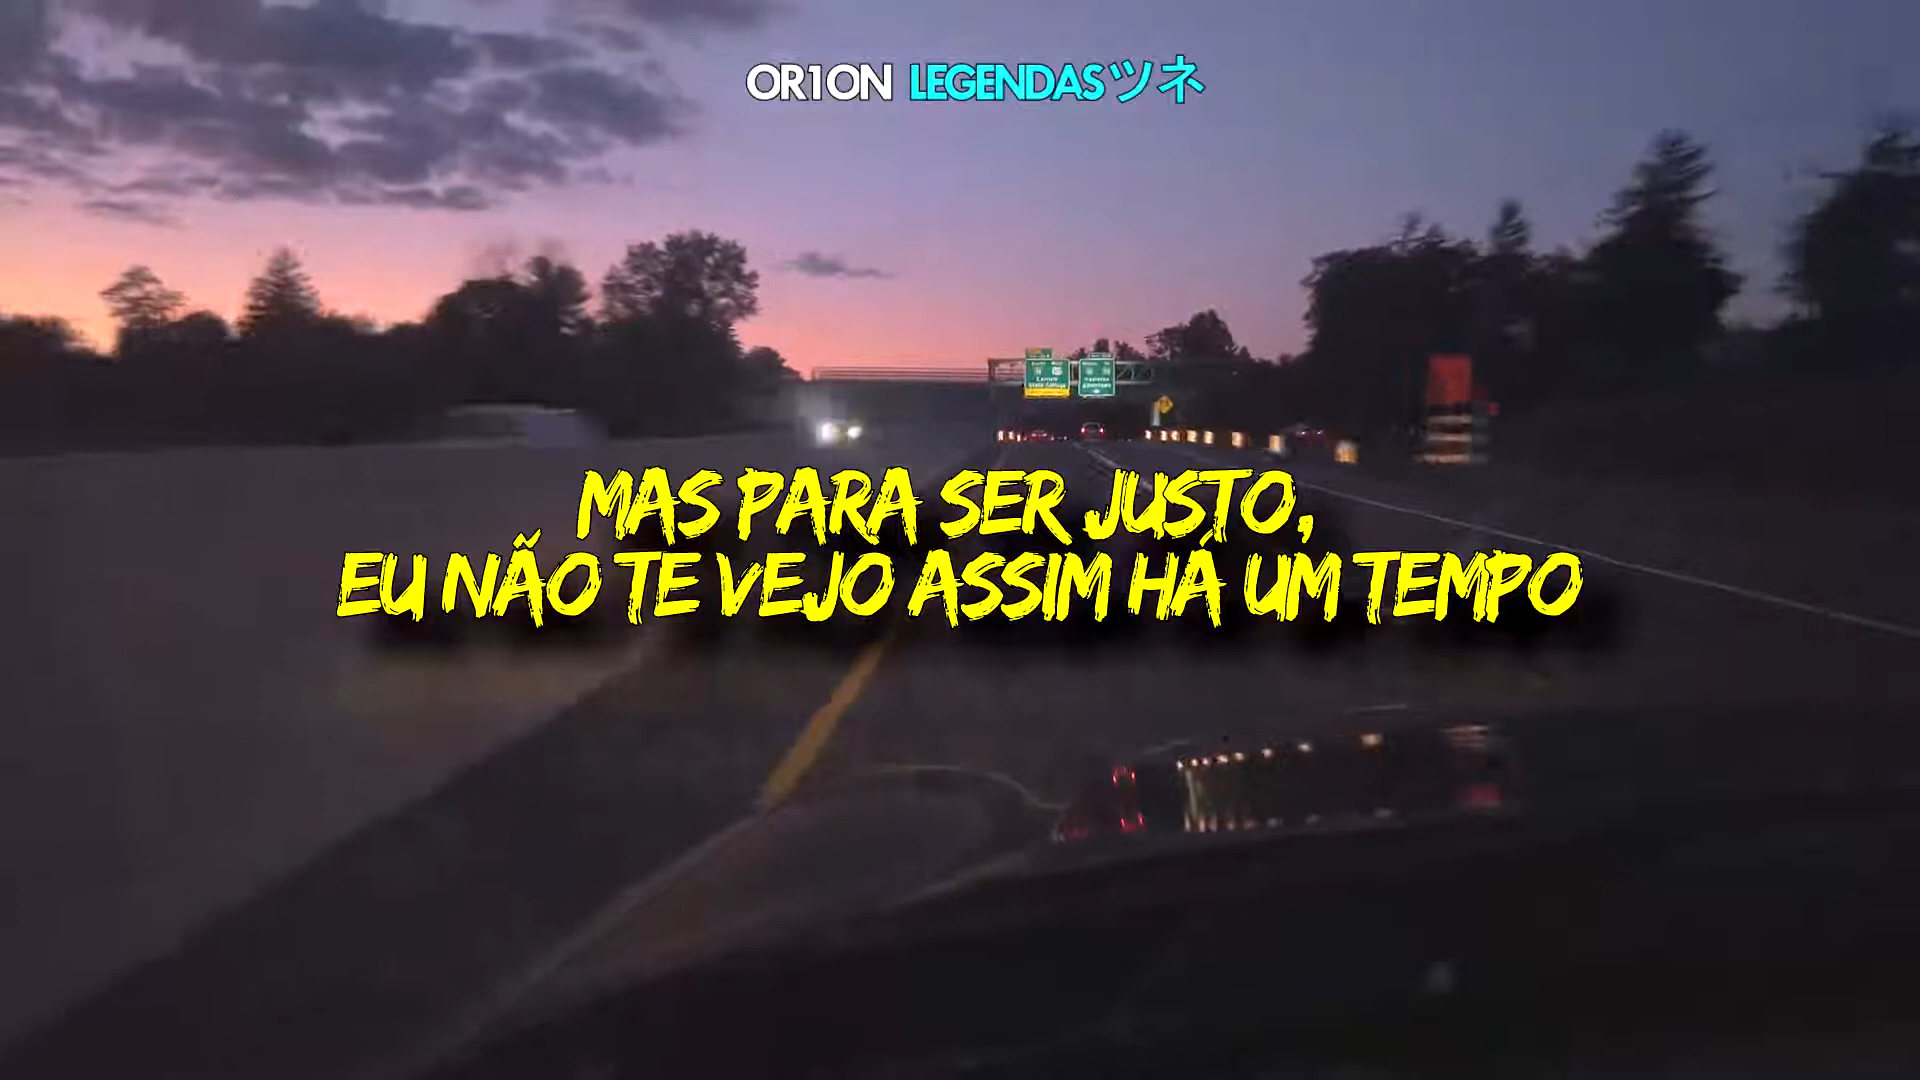 OR1ON LEGENDASツネ
MAS PARA SER JUSTO,
EU NÃO TE VEJO ASSIM HÁ UM TEMPO